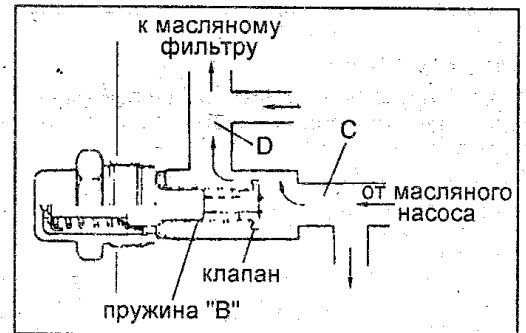 к масляному
фильтру
D
C
от масляного
насоса
клапан
пружина "В"